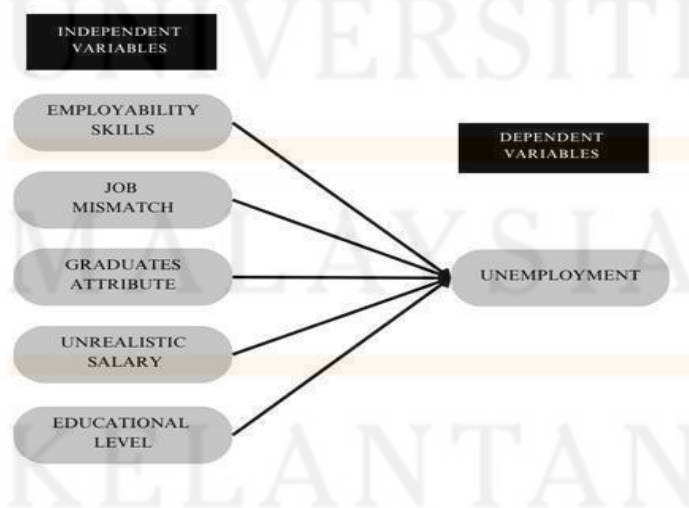 UNIVERSITI
INDEPENDENT
VARIABLES
EMPLOYABILITY
SKILLS
DEPENDENT
VARIABLES
JOB
MISMATCH
MALAYSIA
GRADUATES
ATTRIBUTE
UNEMPLOYMENT
UNREALISTIC
SALARY
EDUCATIONAL
LEVEL
KELANTAN